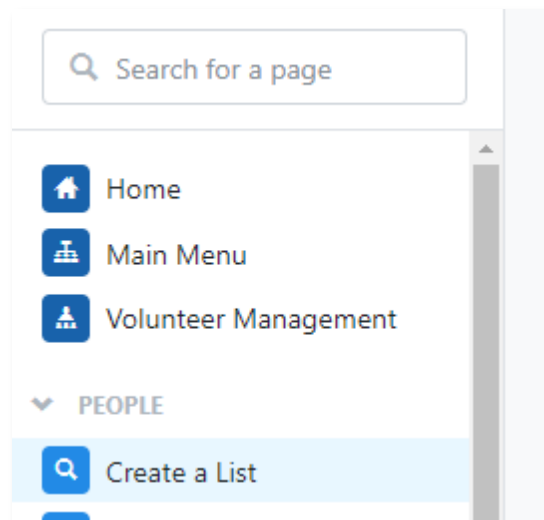 Search for a page
Home
Main Menu
Volunteer Management
PEOPLE
Create a List